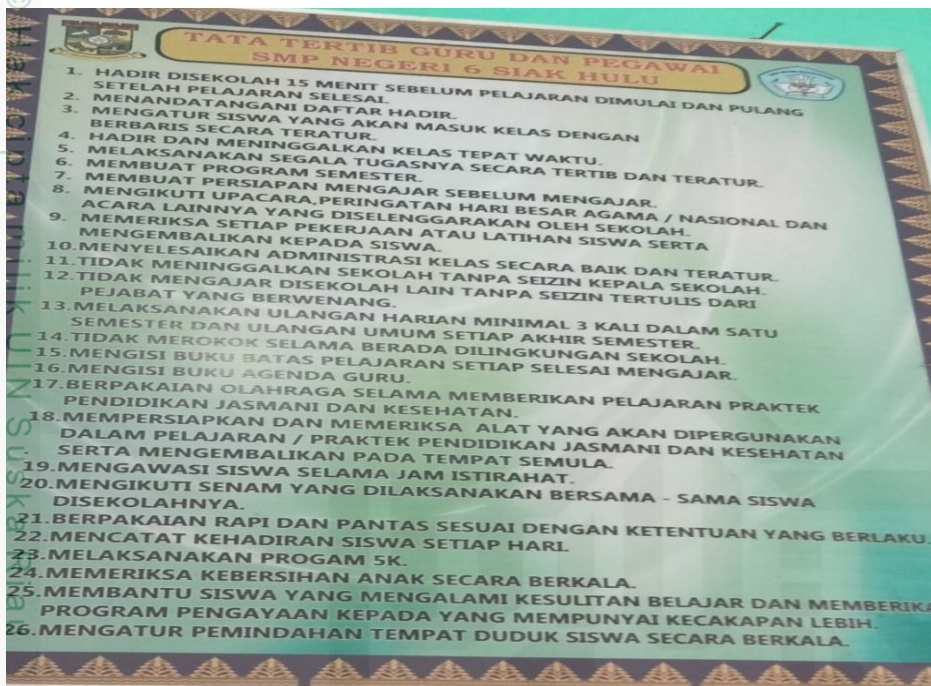 © Hak cipta milik UIN Suska Riau
TATA TERTIB GURU DAN PEGAWAI
SMP NEGERI 6 SIAK HULU
1. HADIR DISEKOLAH 15 MENIT SEBELUM PELAJARAN DIMULAI DAN PULANG
SETELAH PELAJARAN SELESAI.
2. MENANDATANGANI DAFTAR HADIR.
3. MENGATUR SISWA YANG AKAN MASUK KELAS DENGAN
BERBARIS SECARA TERATUR.
4. HADIR DAN MENINGGALKAN KELAS TEPAT WAKTU.
5. MELAKSANAKAN SEGALA TUGASNYA SECARA TERTIB DAN TERATUR.
6. MEMBUAT PROGRAM SEMESTER.
7. MEMBUAT PERSIAPAN MENGAJAR SEBELUM MENGAJAR.
8. MENGIKUTI UPACARA,PERINGATAN HARI BESAR AGAMA / NASIONAL DAN
ACARA LAINNYA YANG DISELENGGARAKAN OLEH SEKOLAH.
9. MEMERIKSA SETIAP PEKERJAAN ATAU LATIHAN SISWA SERTA
MENGEMBALIKAN KEPADA SISWA.
10.MENYELESAIKAN ADMINISTRASI KELAS SECARA BAIK DAN TERATUR.
11.TIDAK MENINGGALKAN SEKOLAH TANPA SEIZIN KEPALA SEKOLAH.
12.TIDAK MENGAJAR DISEKOLAH LAIN TANPA SEIZIN TERTULIS DARI
PEJABAT YANG BERWENANG.
13.MELAKSANAKAN ULANGAN HARIAN MINIMAL 3 KALI DALAM SATU
SEMESTER DAN ULANGAN UMUM SETIAP AKHIR SEMESTER.
14.TIDAK MEROKOK SELAMA BERADA DILINGKUNGAN SEKOLAH.
15.MENGISI BUKU BATAS PELAJARAN SETIAP SELESAI MENGAJAR.
16.MENGISI BUKU AGENDA GURU.
17.BERPAKAIAN OLAHRAGA SELAMA MEMBERIKAN PELAJARAN PRAKTEK
PENDIDIKAN JASMANI DAN KESEHATAN.
18.MEMPERSIAPKAN DAN MEMERIKSA ALAT YANG AKAN DIPERGUNAKAN
DALAM PELAJARAN / PRAKTEK PENDIDIKAN JASMANI DAN KESEHATAN
SERTA MENGEMBALIKAN PADA TEMPAT SEMULA.
19.MENGAWASI SISWA SELAMA JAM ISTIRAHAT.
20.MENGIKUTI SENAM YANG DILAKSANAKAN BERSAMA - SAMA SISWA
DISEKOLAHNYA.
21.BERPAKAIAN RAPI DAN PANTAS SESUAI DENGAN KETENTUAN YANG BERLAKU.
22.MENCATAT KEHADIRAN SISWA SETIAP HARI.
23.MELAKSANAKAN PROGAM 5K.
24.MEMERIKSA KEBERSIHAN ANAK SECARA BERKALA.
25.MEMBANTU SISWA YANG MENGALAMI KESULITAN BELAJAR DAN MEMBERIKA
PROGRAM PENGAYAAN KEPADA YANG MEMPUNYAI KECAKAPAN LEBIH.
26.MENGATUR PEMINDAHAN TEMPAT DUDUK SISWA SECARA BERKALA.